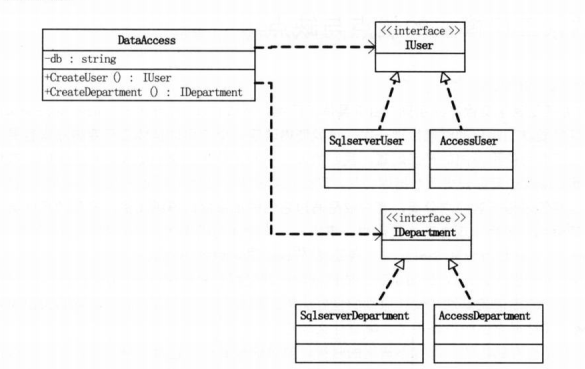 DataAccess
-db : string
+CreateUser () : IUser
+CreateDepartment () : IDepartment
<<interface >>
IUser
SqlserverUser
AccessUser
<<interface >>
IDepartment
SqlserverDepartment
AccessDepartment